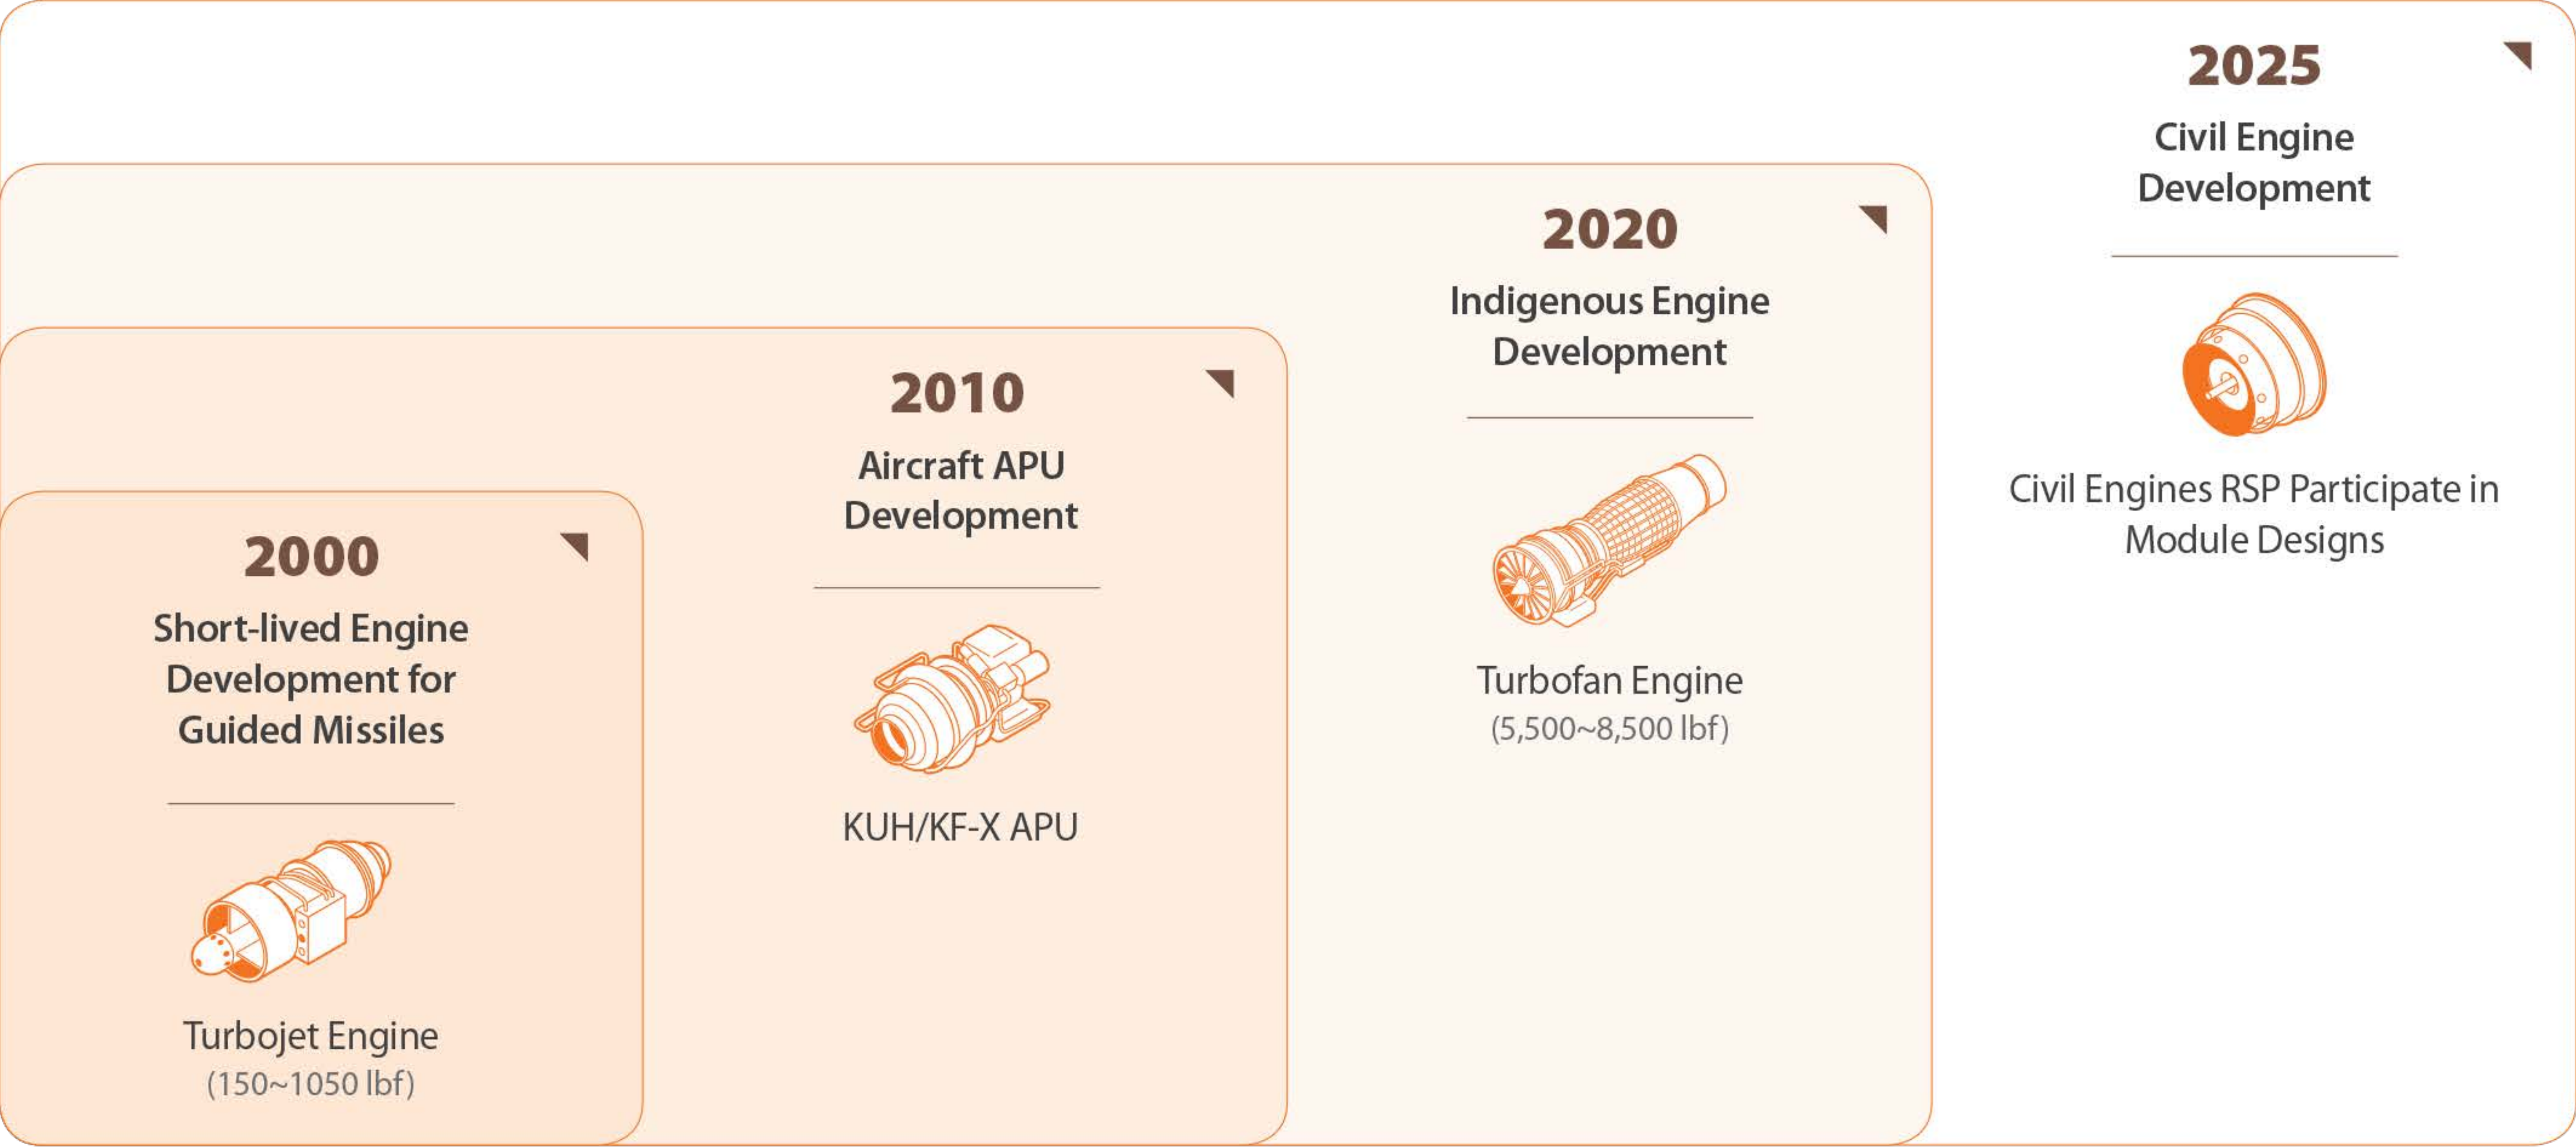 2000
Short-lived Engine
Development for
Guided Missiles
Turbojet Engine
(150~1050 lbf)
2010
Aircraft APU
Development
KUH/KF-X APU
2020
Indigenous Engine
Development
Turbofan Engine
(5,500~8,500 lbf)
2025
Civil Engine
Development
Civil Engines RSP Participate in
Module Designs